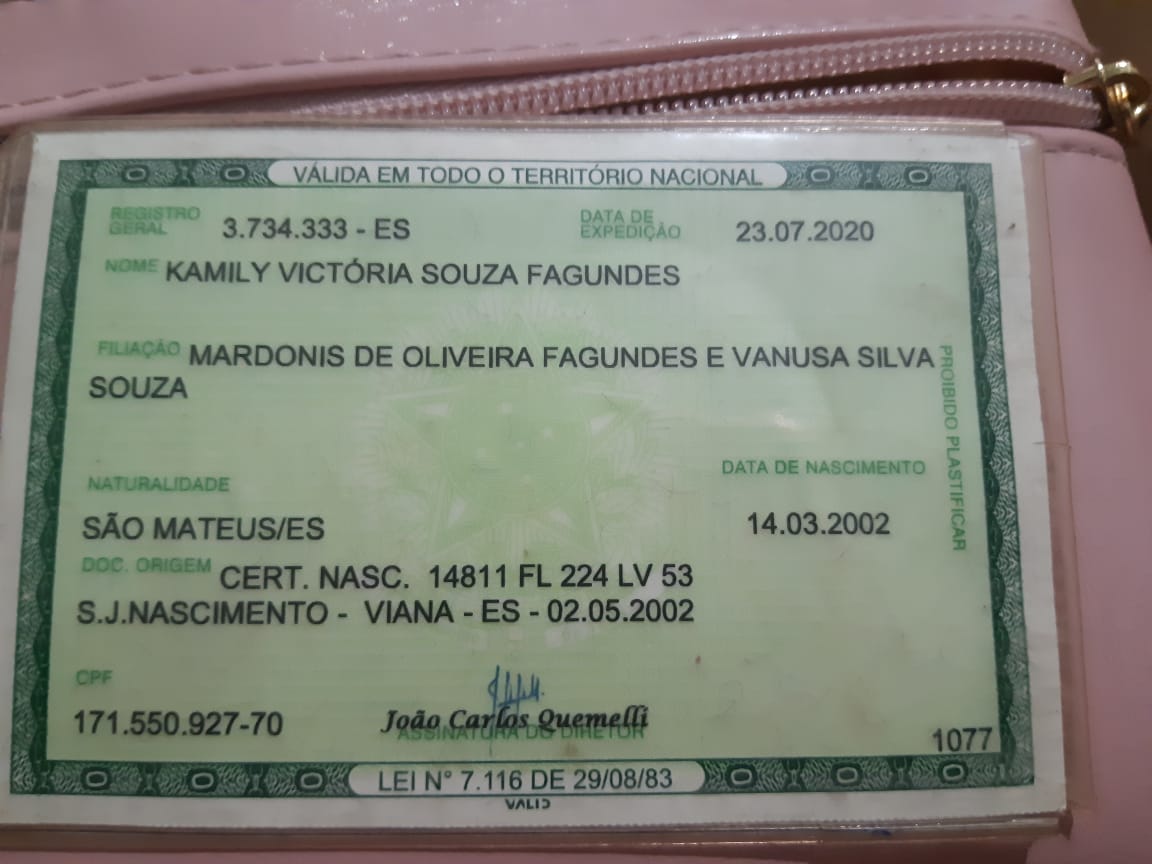 VÁLIDA EM TODO O TERRITÓRIO NACIONAL
REGISTRO GERAL 3.734.333 - ES DATA DE EXPEDIÇÃO 23.07.2020
NOME KAMILY VICTÓRIA SOUZA FAGUNDES
FILIAÇÃO MARDONIS DE OLIVEIRA FAGUNDES E VANUSA SILVA
SOUZA
PROIBIDO PLASTIFICAR
NATURALIDADE DATA DE NASCIMENTO
SÃO MATEUS/ES 14.03.2002
DOC. ORIGEM CERT. NASC. 14811 FL 224 LV 53
S.J.NASCIMENTO - VIANA - ES - 02.05.2002
CPF
171.550.927-70 João Carlos Quemelli
ASSINATURA DO DIRETOR
1077
LEI N° 7.116 DE 29/08/83
VALID